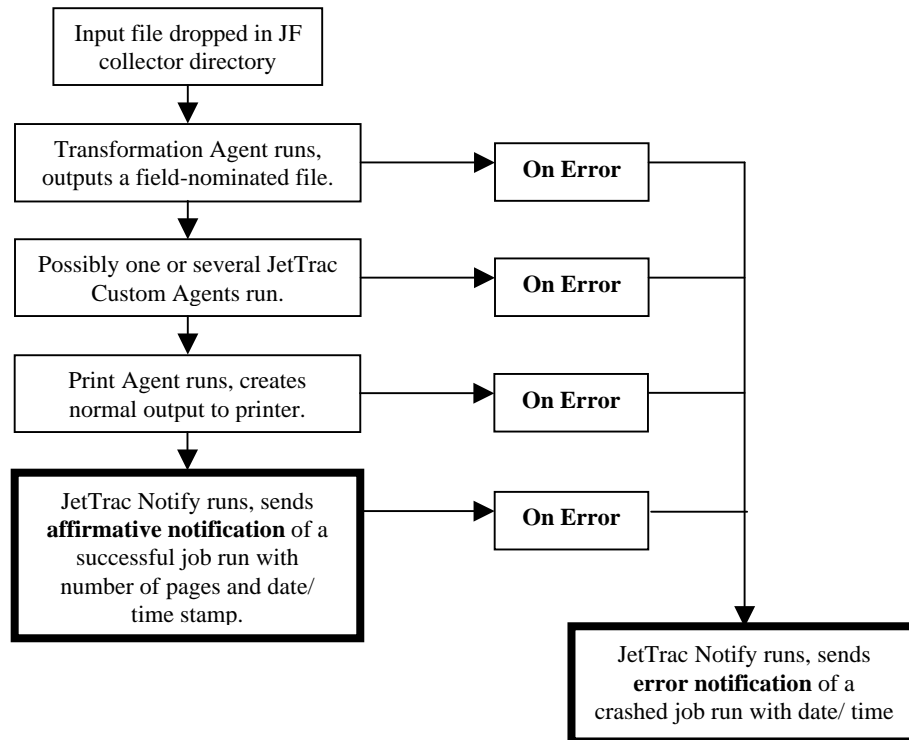 Input file dropped in JF
collector directory
Transformation Agent runs,
outputs a field-nominated file.
On Error
Possibly one or several JetTrac
Custom Agents run.
On Error
Print Agent runs, creates
normal output to printer.
On Error
JetTrac Notify runs, sends
affirmative notification of a
successful job run with
number of pages and date/
time stamp.
On Error
JetTrac Notify runs, sends
error notification of a
crashed job run with date/ time